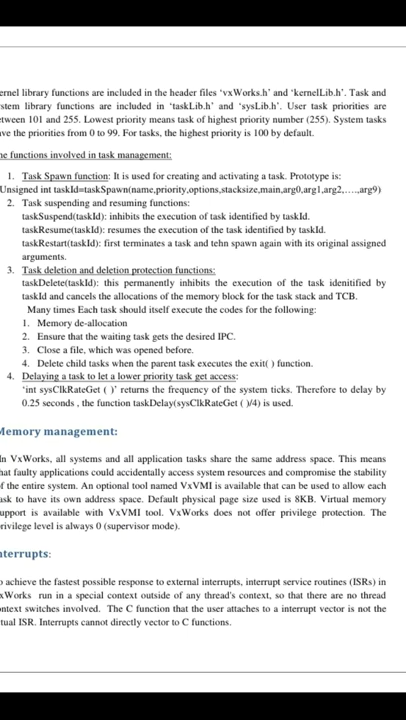 ernel library functions are included in the header files ‘vxWorks.h’ and ‘kernelLib.h’. Task and
stem library functions are included in ‘taskLib.h’ and ‘sysLib.h’. User task priorities are
etween 101 and 255. Lowest priority means task of highest priority number (255). System tasks
ave the priorities from 0 to 99. For tasks, the highest priority is 100 by default.
he functions involved in task management:
1. Task Spawn function: It is used for creating and activating a task. Prototype is:
Unsigned int taskId=taskSpawn(name,priority,options,stacksize,main,arg0,arg1,arg2,….,arg9)
2. Task suspending and resuming functions:
taskSuspend(taskId): inhibits the execution of task identified by taskId.
taskResume(taskId): resumes the execution of the task identified by taskId.
taskRestart(taskId): first terminates a task and tehn spawn again with its original assigned
arguments.
3. Task deletion and deletion protection functions:
taskDelete(taskId): this permanently inhibits the execution of the task idenitified by
taskId and cancels the allocations of the memory block for the task stack and TCB.
Many times Each task should itself execute the codes for the following:
1. Memory de-allocation
2. Ensure that the waiting task gets the desired IPC.
3. Close a file, which was opened before.
4. Delete child tasks when the parent task executes the exit( ) function.
4. Delaying a task to let a lower priority task get access:
‘int sysClkRateGet ( )’ returns the frequency of the system ticks. Therefore to delay by
0.25 seconds , the function taskDelay(sysClkRateGet ( )/4) is used.
Memory management:
In VxWorks, all systems and all application tasks share the same address space. This means
hat faulty applications could accidentally access system resources and compromise the stability
f the entire system. An optional tool named VxVMI is available that can be used to allow each
ask to have its own address space. Default physical page size used is 8KB. Virtual memory
upport is available with VxVMI tool. VxWorks does not offer privilege protection. The
rivilege level is always 0 (supervisor mode).
nterrupts:
o achieve the fastest possible response to external interrupts, interrupt service routines (ISRs) in
xWorks run in a special context outside of any thread's context, so that there are no thread
ontext switches involved. The C function that the user attaches to a interrupt vector is not the
tual ISR. Interrupts cannot directly vector to C functions.